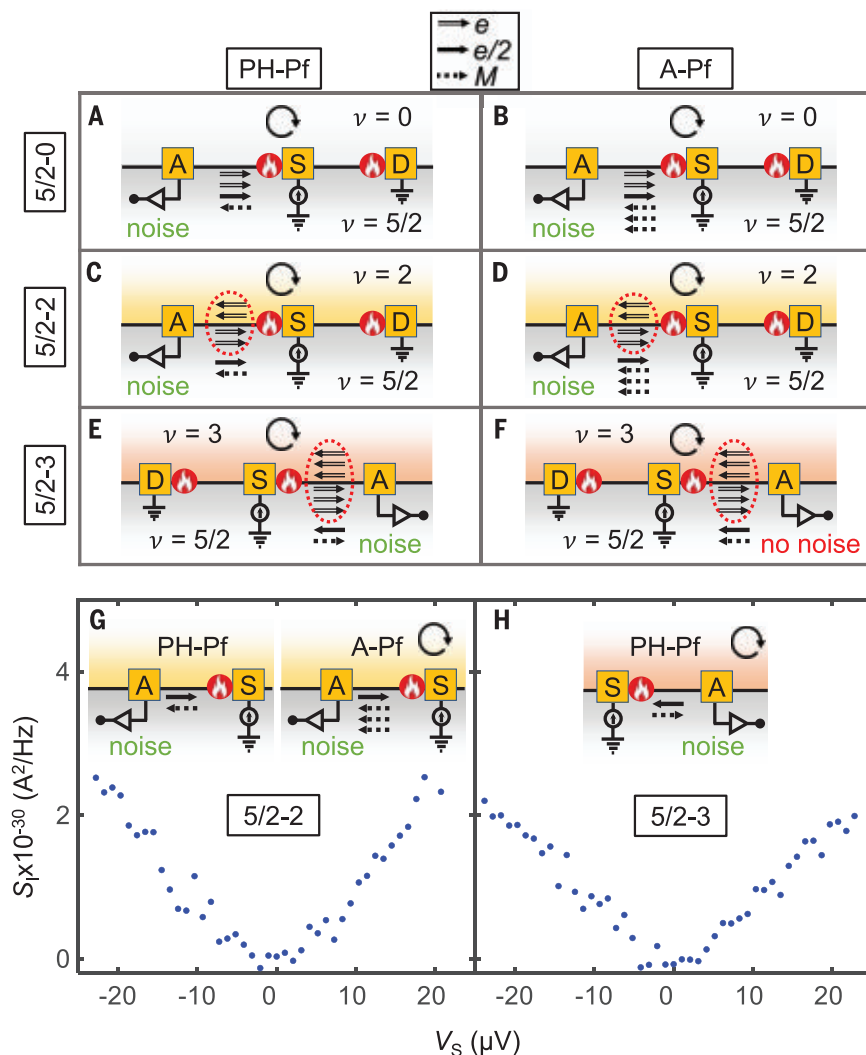 e
e/2
M
PH-Pf
A-Pf
5/2-0
A
ν = 0
A
S
D
noise
ν = 5/2
B
ν = 0
A
S
D
noise
ν = 5/2
5/2-2
C
ν = 2
A
S
D
noise
ν = 5/2
D
ν = 2
A
S
D
noise
ν = 5/2
5/2-3
E
ν = 3
D
S
A
ν = 5/2
noise
F
ν = 3
D
S
A
ν = 5/2
no noise
G
PH-Pf
A-Pf
A
S
A
S
noise
noise
5/2-2
H
PH-Pf
S
A
noise
5/2-3
S_I x10⁻³⁰ (A²/Hz)
4
2
0
-20 -10 0 10 20
-20 -10 0 10 20
V_S (µV)